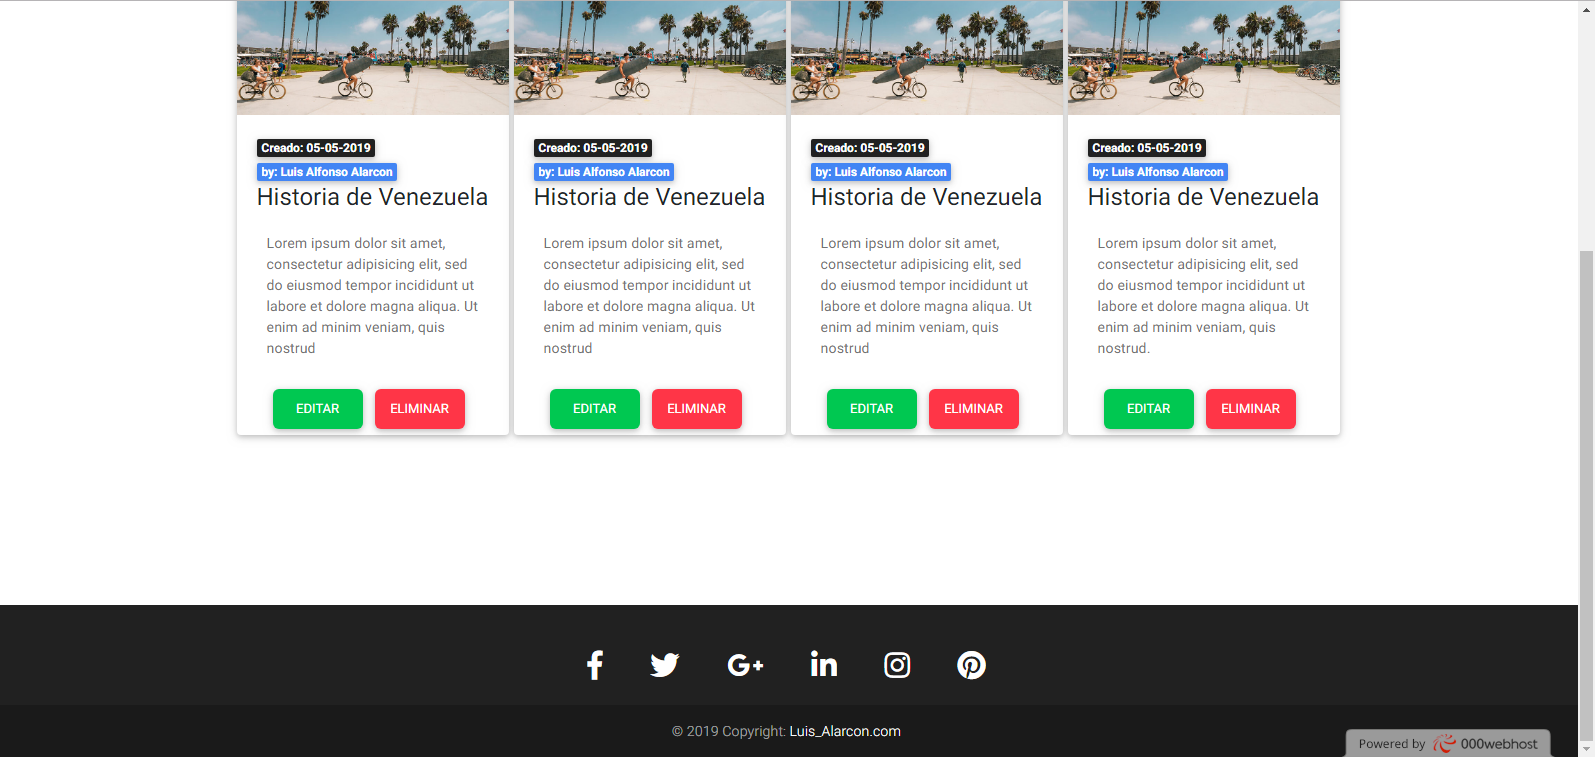 Creado: 05-05-2019
by: Luis Alfonso Alarcon
Historia de Venezuela
Lorem ipsum dolor sit amet,
consectetur adipisicing elit, sed
do eiusmod tempor incididunt ut
labore et dolore magna aliqua. Ut
enim ad minim veniam, quis
nostrud
EDITAR ELIMINAR
Creado: 05-05-2019
by: Luis Alfonso Alarcon
Historia de Venezuela
Lorem ipsum dolor sit amet,
consectetur adipisicing elit, sed
do eiusmod tempor incididunt ut
labore et dolore magna aliqua. Ut
enim ad minim veniam, quis
nostrud
EDITAR ELIMINAR
Creado: 05-05-2019
by: Luis Alfonso Alarcon
Historia de Venezuela
Lorem ipsum dolor sit amet,
consectetur adipisicing elit, sed
do eiusmod tempor incididunt ut
labore et dolore magna aliqua. Ut
enim ad minim veniam, quis
nostrud
EDITAR ELIMINAR
Creado: 05-05-2019
by: Luis Alfonso Alarcon
Historia de Venezuela
Lorem ipsum dolor sit amet,
consectetur adipisicing elit, sed
do eiusmod tempor incididunt ut
labore et dolore magna aliqua. Ut
enim ad minim veniam, quis
nostrud.
EDITAR ELIMINAR
© 2019 Copyright: Luis_Alarcon.com
Powered by 000webhost